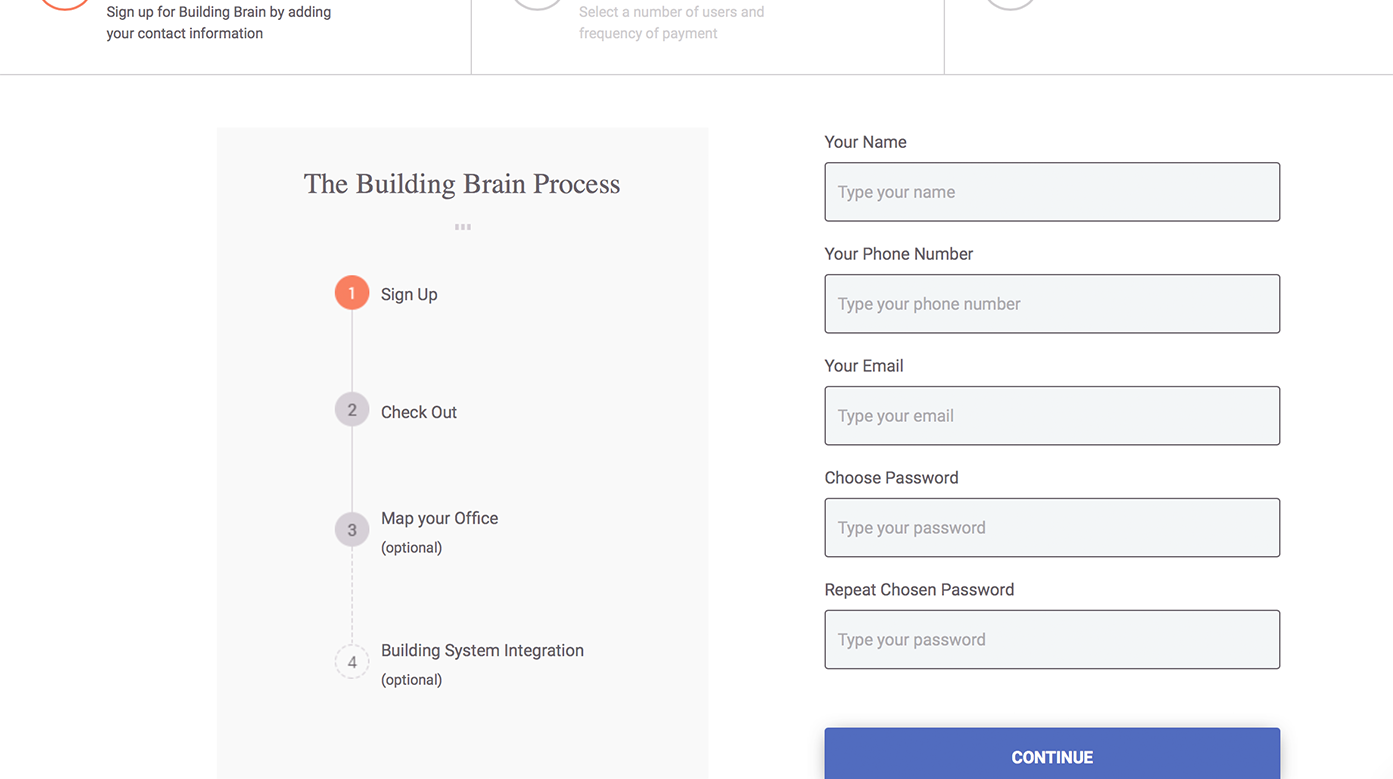 Sign up for Building Brain by adding
your contact information
Select a number of users and
frequency of payment
The Building Brain Process
1 Sign Up
2 Check Out
3 Map your Office
(optional)
4 Building System Integration
(optional)
Your Name
Type your name
Your Phone Number
Type your phone number
Your Email
Type your email
Choose Password
Type your password
Repeat Chosen Password
Type your password
CONTINUE